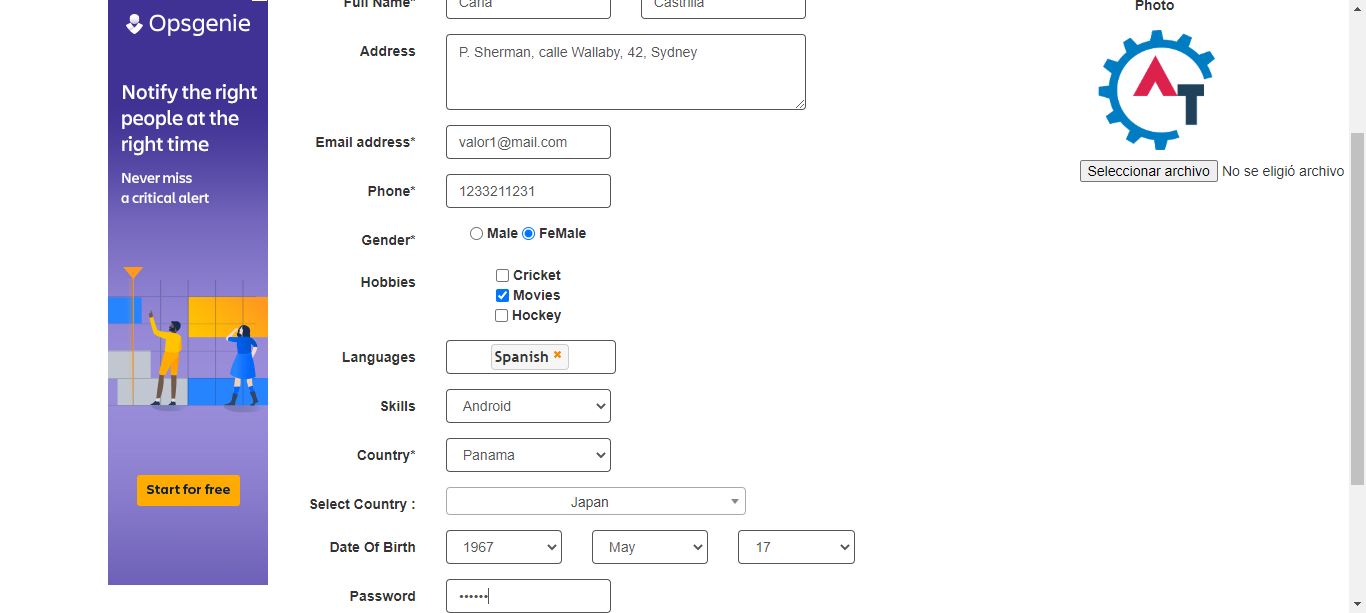 Opsgenie
Notify the right
people at the
right time
Never miss
a critical alert
Start for free
Full Name*
Carla
Address
P. Sherman, calle Wallaby, 42, Sydney
Email address*
valor1@mail.com
Phone*
1233211231
Gender*
Male FeMale
Hobbies
Cricket
Movies
Hockey
Languages
Spanish
Skills
Android
Country*
Panama
Select Country :
Japan
Date Of Birth
1967 May 17
Password
Photo
AT
Seleccionar archivo No se eligió archivo